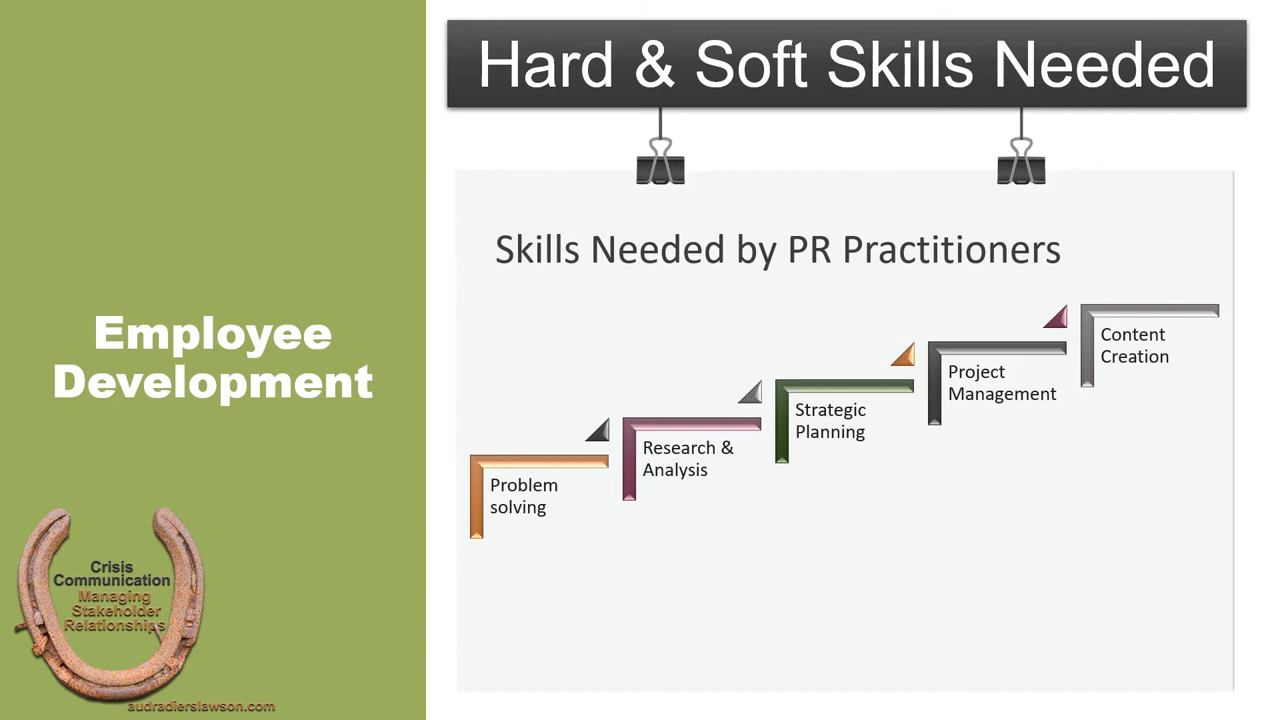 Hard & Soft Skills Needed
Skills Needed by PR Practitioners
Problem
solving
Research &
Analysis
Strategic
Planning
Project
Management
Content
Creation
Employee
Development
Crisis
Communication
Managing
Stakeholder
Relationships
audradierslawson.com